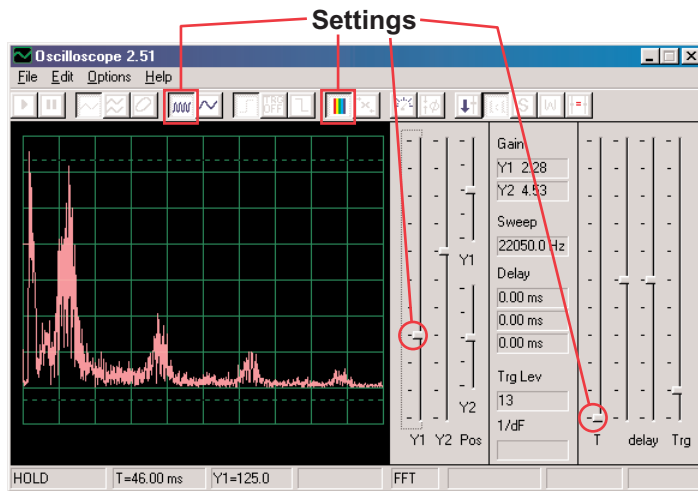 Settings
Oscilloscope 2.51
File Edit Options Help
TRG
OFF
S W
Gain
Y1 2.28
Y2 4.53
Sweep
22050.0 Hz
Y1
Delay
0.00 ms
0.00 ms
0.00 ms
Trg Lev
13
Y2
1/dF
Y1 Y2 Pos
T delay Trg
HOLD T=46.00 ms Y1=125.0 FFT